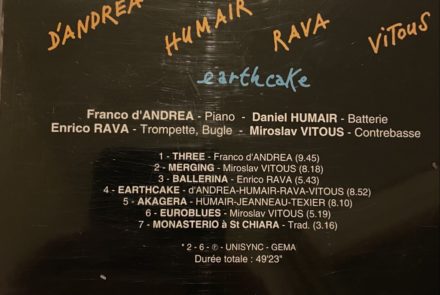 D'ANDREA HUMAIR RAVA VITOUS
earthcake
Franco d'ANDREA - Piano - Daniel HUMAIR - Batterie
Enrico RAVA - Trompette, Bugle - Miroslav VITOUS - Contrebasse
1 - THREE - Franco d'ANDREA (9.45)
2 - MERGING - Miroslav VITOUS (8.18)
3 - BALLERINA - Enrico RAVA (5.43)
4 - EARTHCAKE - d'ANDREA-HUMAIR-RAVA-VITOUS (8.52)
5 - AKAGERA - HUMAIR-JEANNEAU-TEXIER (8.10)
6 - EUROBLUES - Miroslav VITOUS (5.19)
7 - MONASTERIO à St CHIARA - Trad. (3.16)
* 2 - 6 - ℗ - UNISYNC - GEMA
Durée totale : 49'23"